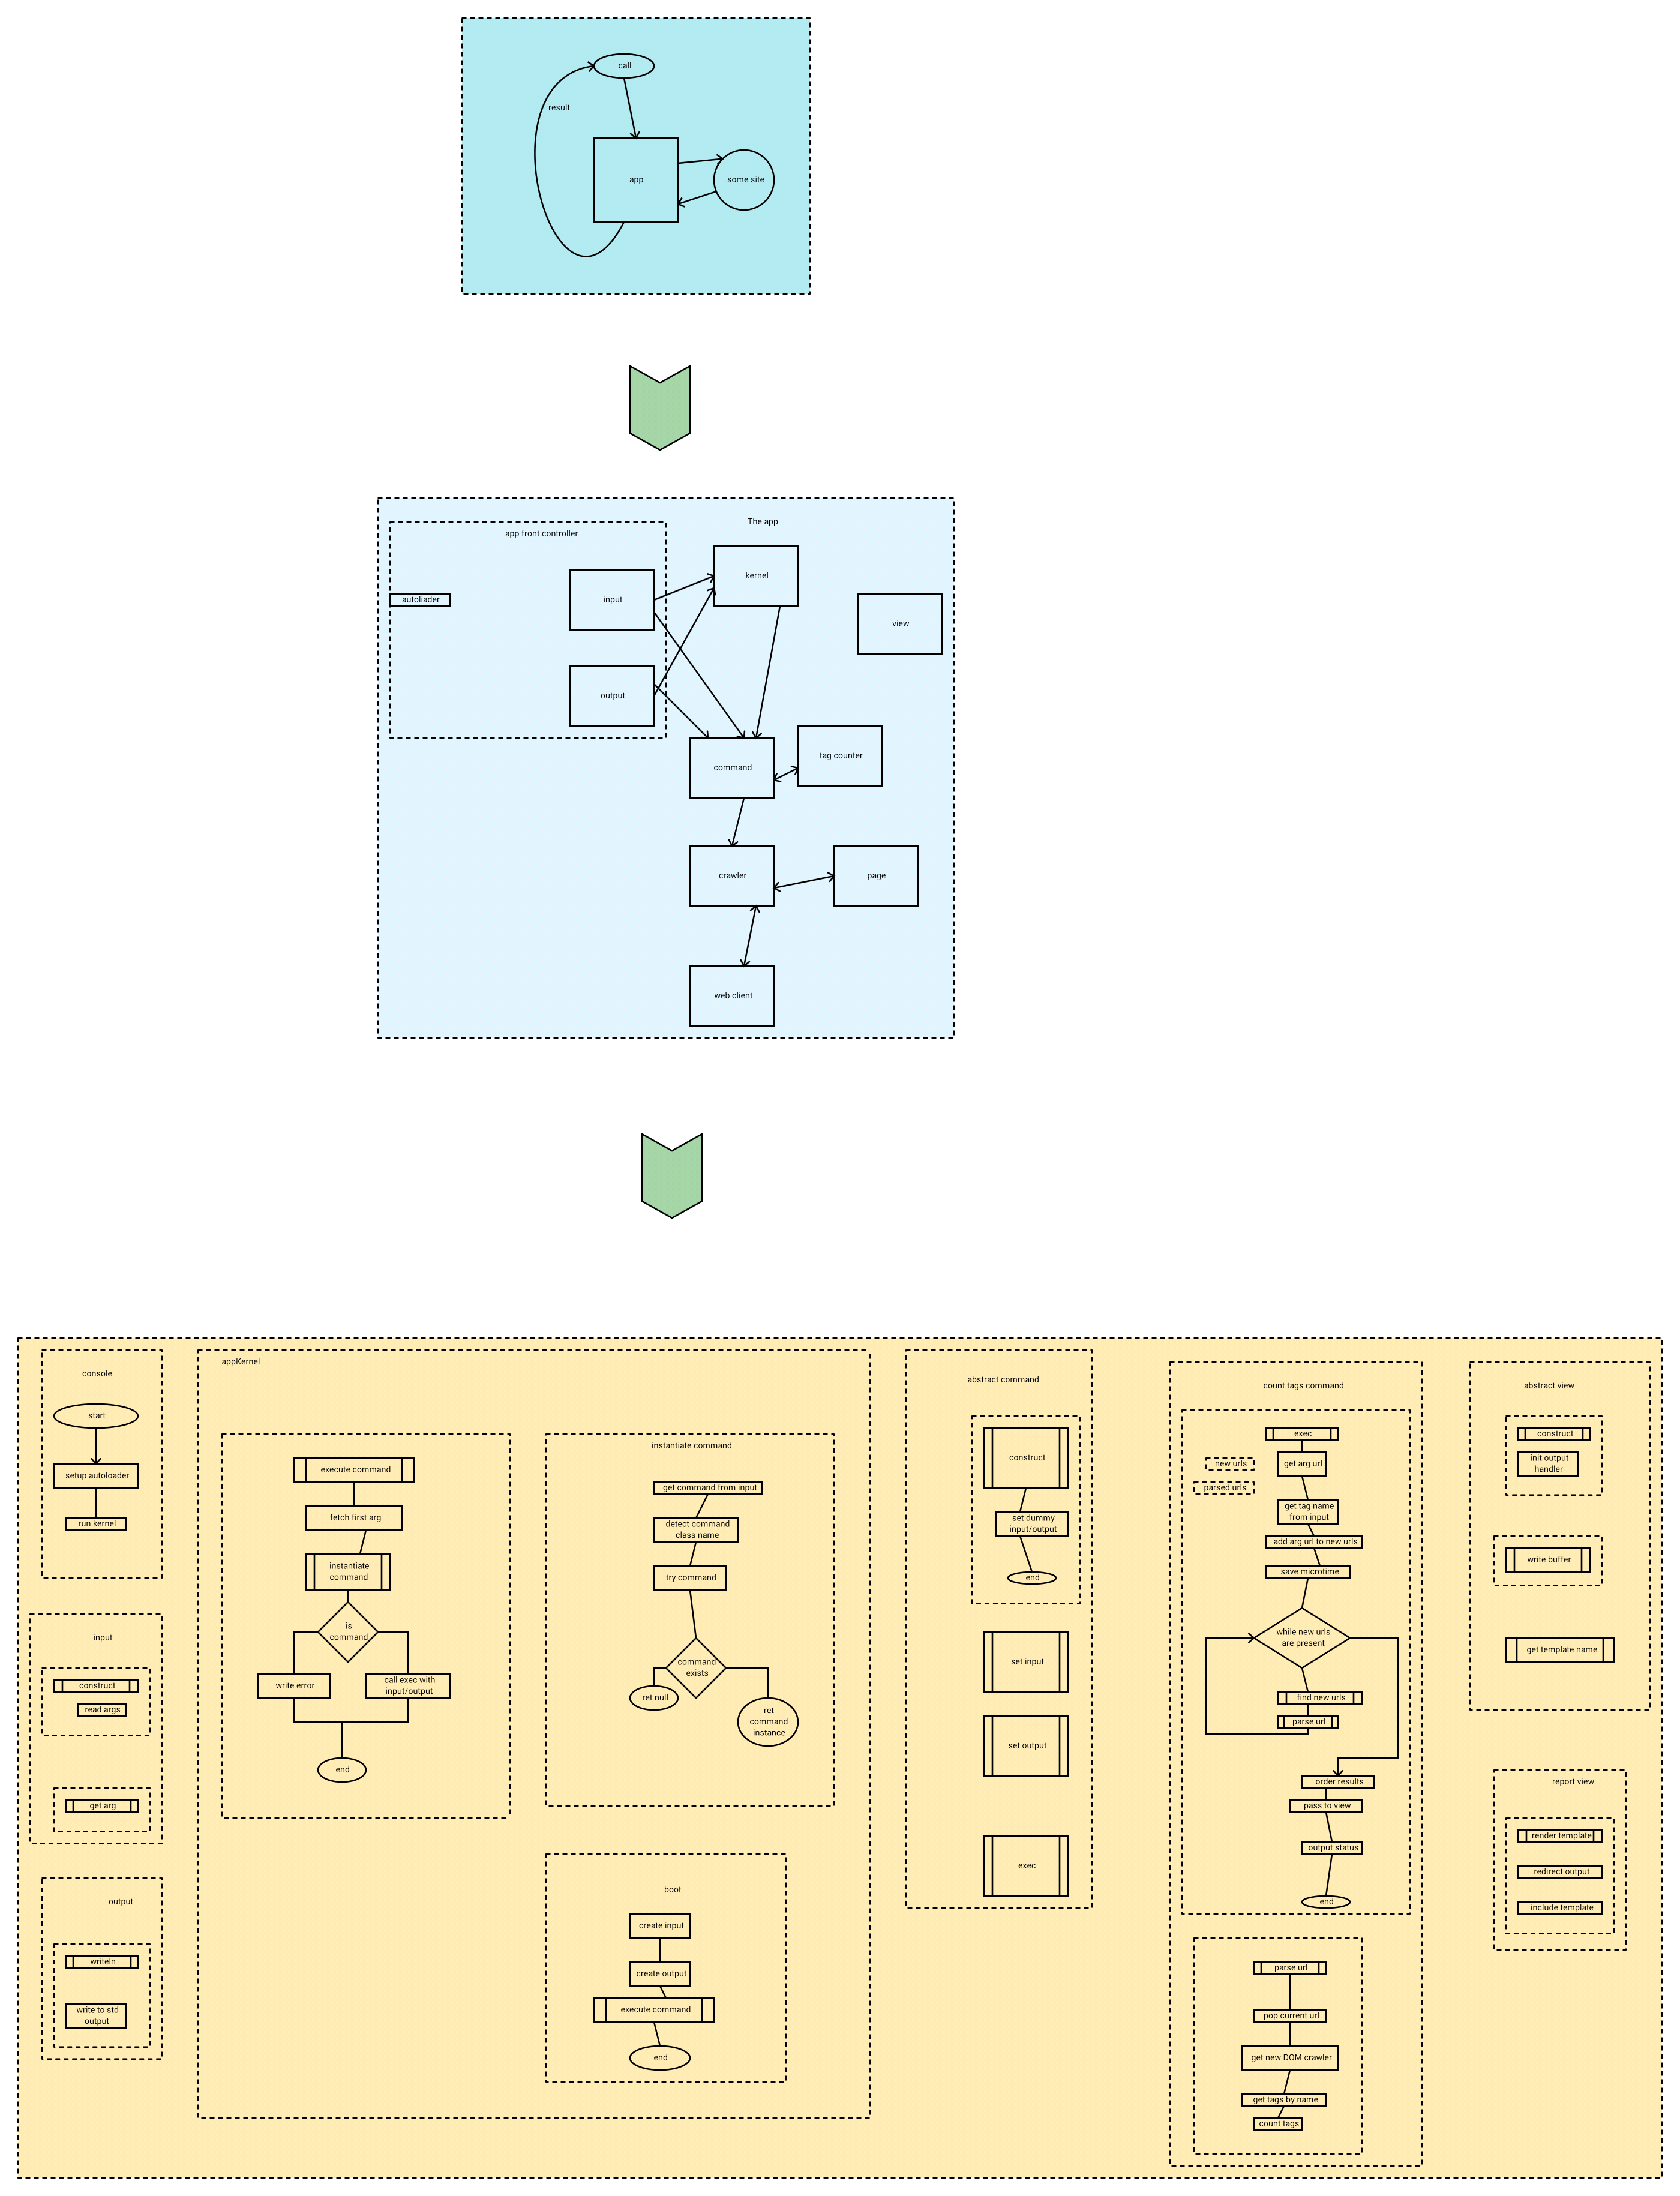 call
result
app
some site
The app
app front controller
kernel
input
autoliader
view
output
command
tag counter
crawler
page
web client
console
start
setup autoloader
run kernel
input
construct
read args
get arg
output
writeln
write to std
output
appKernel
execute command
fetch first arg
instantiate
command
is
command
write error
call exec with
input/output
end
instantiate command
get command from input
detect command
class name
try command
command
exists
ret null
ret
command
instance
boot
create input
create output
execute command
end
abstract command
construct
set dummy
input/output
end
set input
set output
exec
count tags command
exec
new urls
get arg url
parsed urls
get tag name
from input
add arg url to new urls
save microtime
while new urls
are present
find new urls
parse url
order results
pass to view
output status
end
parse url
pop current url
get new DOM crawler
get tags by name
count tags
abstract view
construct
init output
handler
write buffer
get template name
report view
render template
redirect output
include template